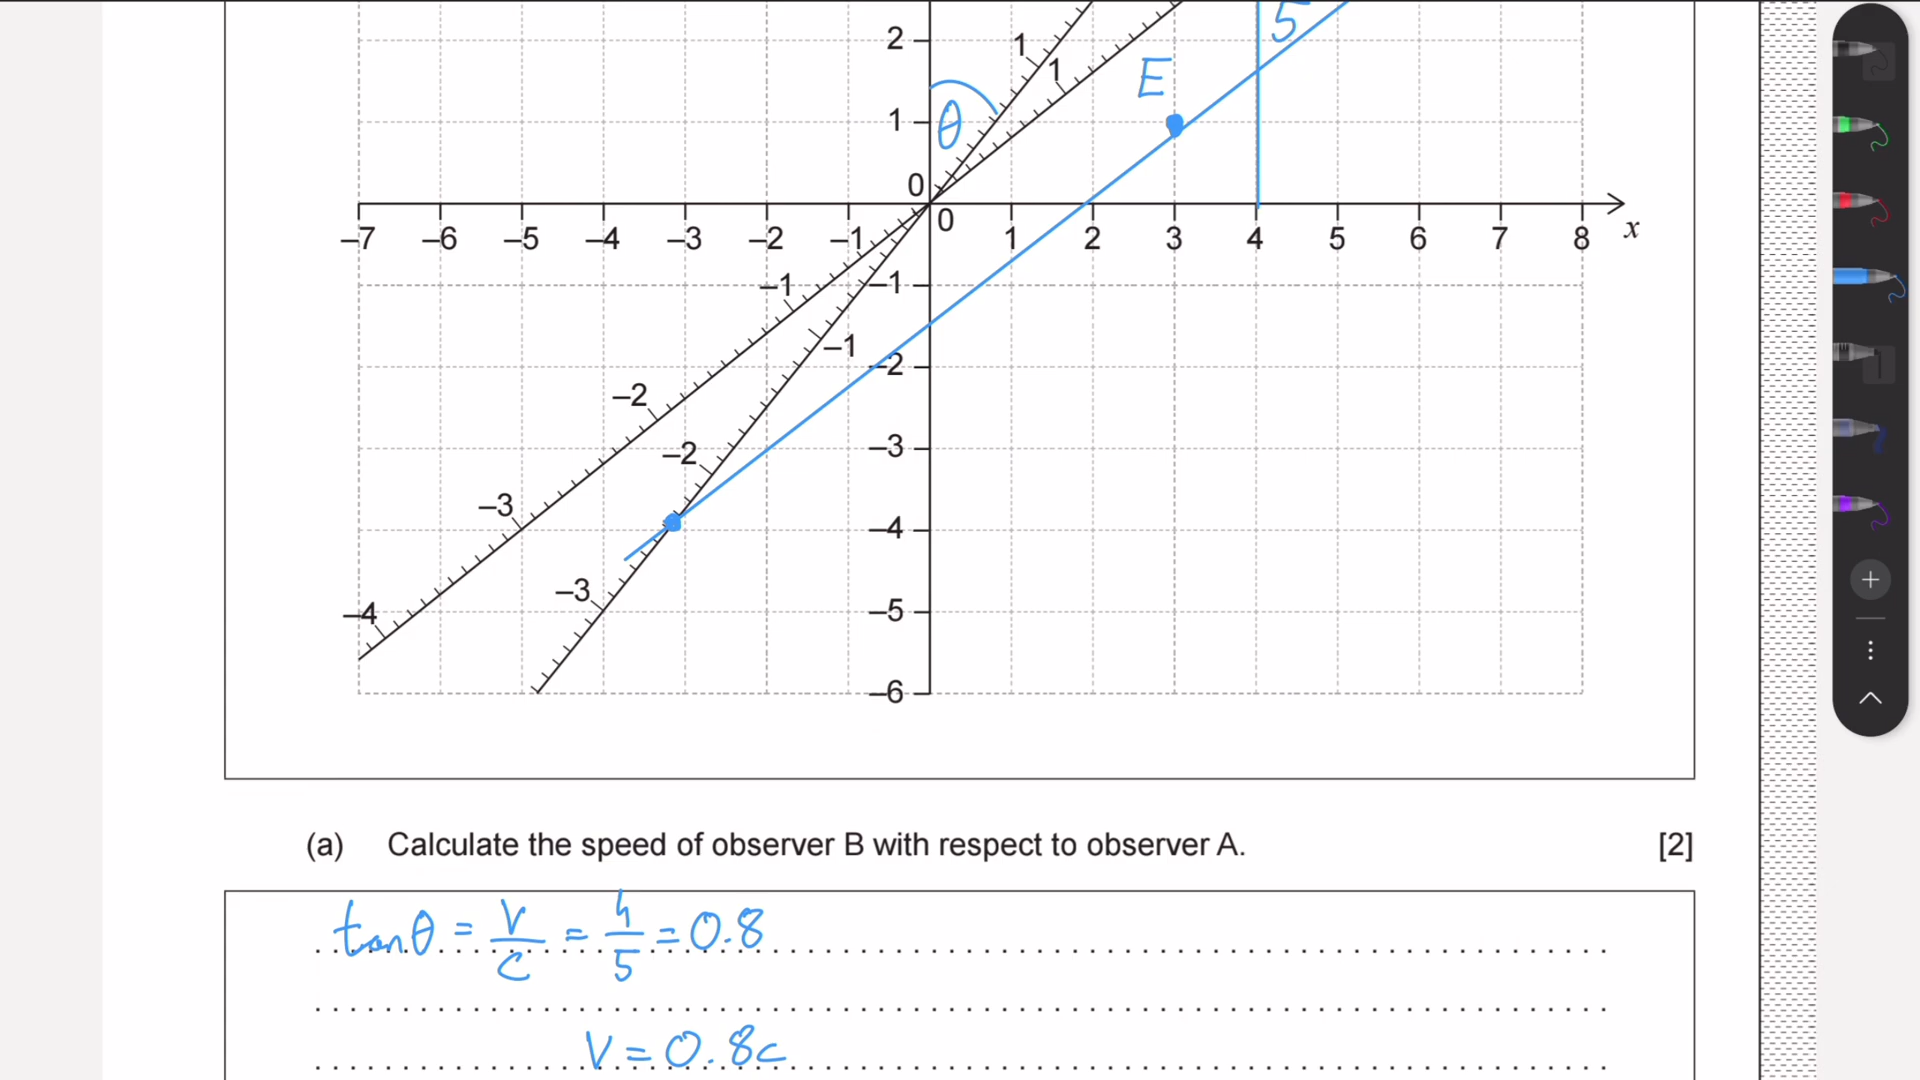 2
1
1
5
E
1
θ
0
0
x
–7 –6 –5 –4 –3 –2 –1 1 2 3 4 5 6 7 8
–1
–1
–1
–2
–2
–3
–2
–3
–4
–3
–4
–5
–6
(a) Calculate the speed of observer B with respect to observer A. [2]
tanθ = v/c = 4/5 = 0.8
v = 0.8c